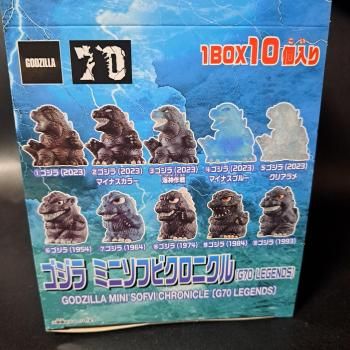 GODZILLA
70
1BOX10個入り
①ゴジラ(2023)
②ゴジラ(2023)
マイナスカラー
③ゴジラ(2023)
海神作戦
④ゴジラ(2023)
マイナスブルー
⑤ゴジラ(2023)
クリアラメ
⑥ゴジラ(1954)
⑦ゴジラ(1964)
⑧ゴジラ(1974)
⑨ゴジラ(1984)
⑩ゴジラ(1993)
ゴジラ ミニソフビクロニクル(G70 LEGENDS)
GODZILLA MINI SOFVI CHRONICLE (G70 LEGENDS)